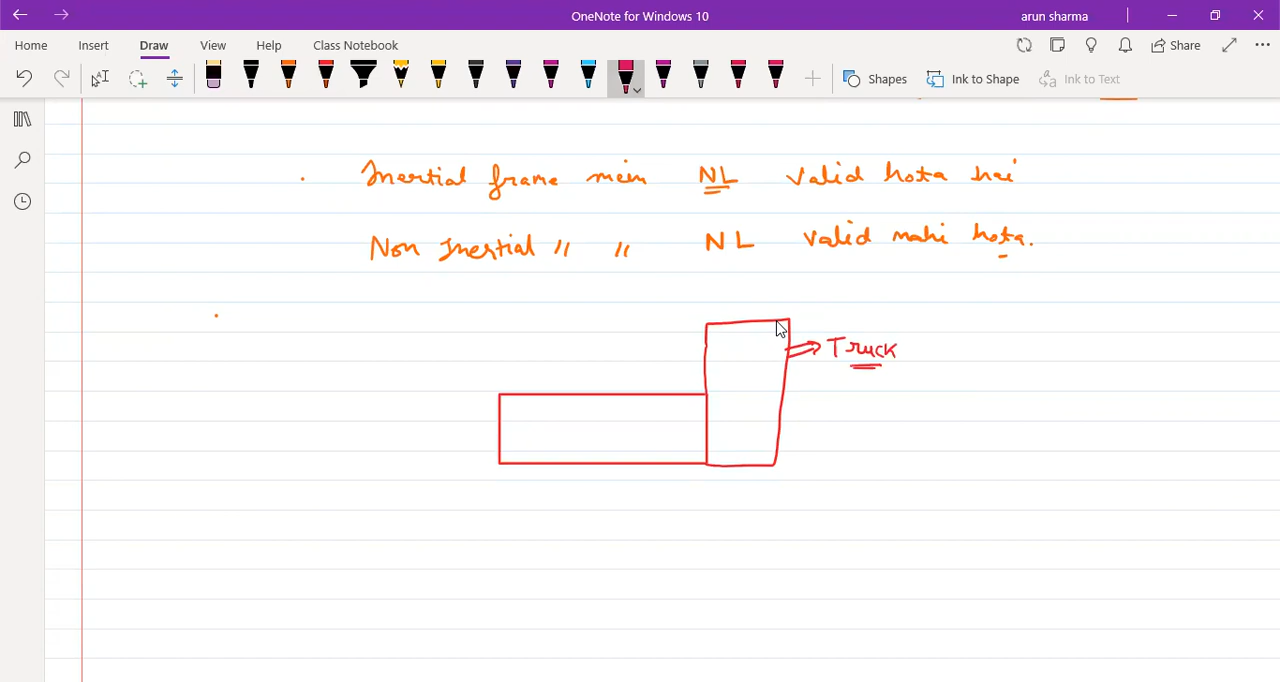 OneNote for Windows 10
arun sharma
Home Insert Draw View Help Class Notebook Share
Shapes Ink to Shape Ink to Text
Inertial frame mein NL valid hota hai
Non Inertial " " NL valid nahi hota.
⇒ Truck